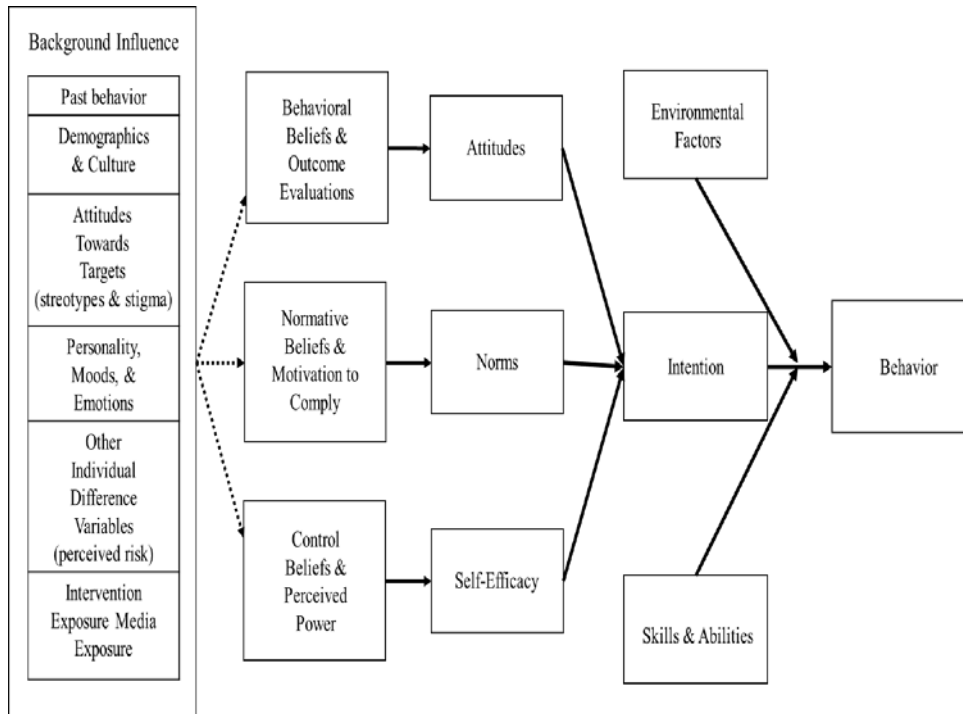 Background Influence
Past behavior
Demographics
& Culture
Attitudes
Towards
Targets
(streotypes & stigma)
Personality,
Moods, &
Emotions
Other
Individual
Difference
Variables
(perceived risk)
Intervention
Exposure Media
Exposure
Behavioral
Beliefs &
Outcome
Evaluations
Normative
Beliefs &
Motivation to
Comply
Control
Beliefs &
Perceived
Power
Attitudes
Norms
Self-Efficacy
Environmental
Factors
Intention
Skills & Abilities
Behavior